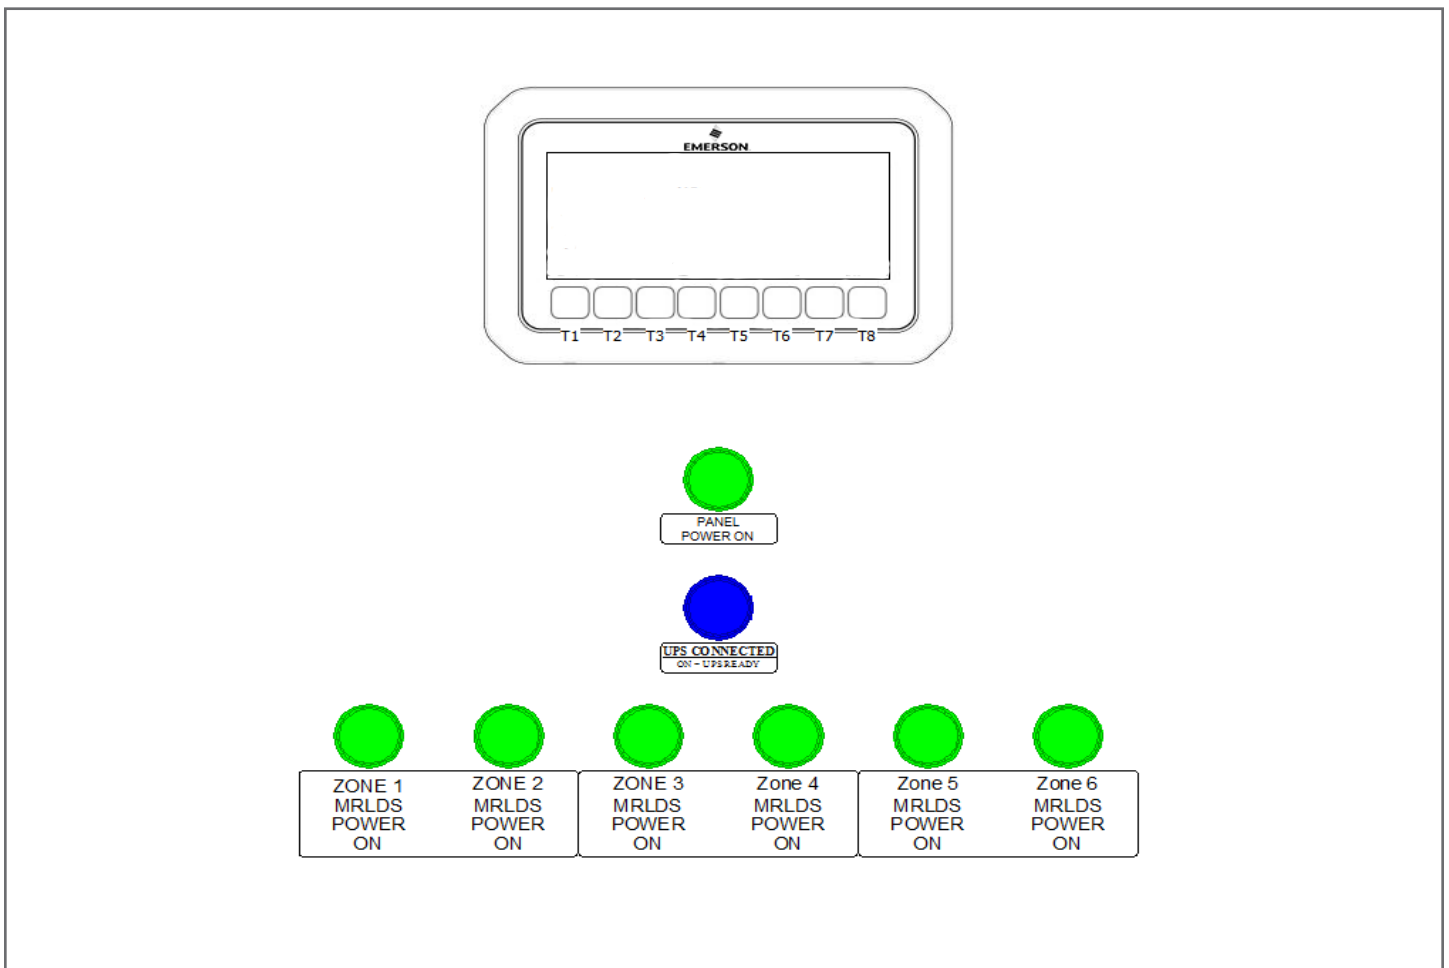 EMERSON
T1 T2 T3 T4 T5 T6 T7 T8
PANEL
POWER ON
UPS CONNECTED
ON - UPS READY
ZONE 1 ZONE 2 ZONE 3 Zone 4 Zone 5 Zone 6
MRLDS MRLDS MRLDS MRLDS MRLDS MRLDS
POWER POWER POWER POWER POWER POWER
ON ON ON ON ON ON